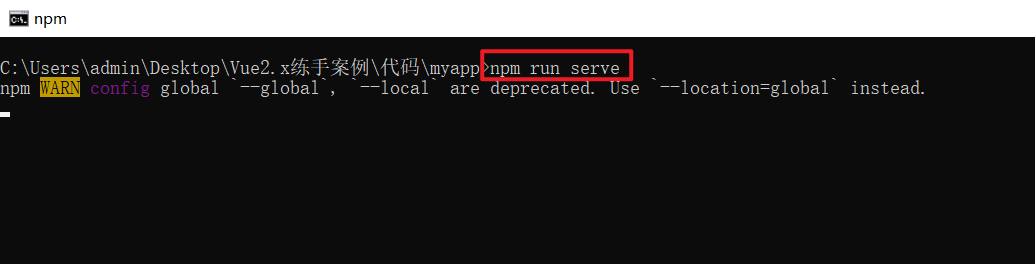 npm
C:\Users\admin\Desktop\Vue2.x练手案例\代码\myapp>npm run serve
npm WARN config global `--global`, `--local` are deprecated. Use `--location=global` instead.